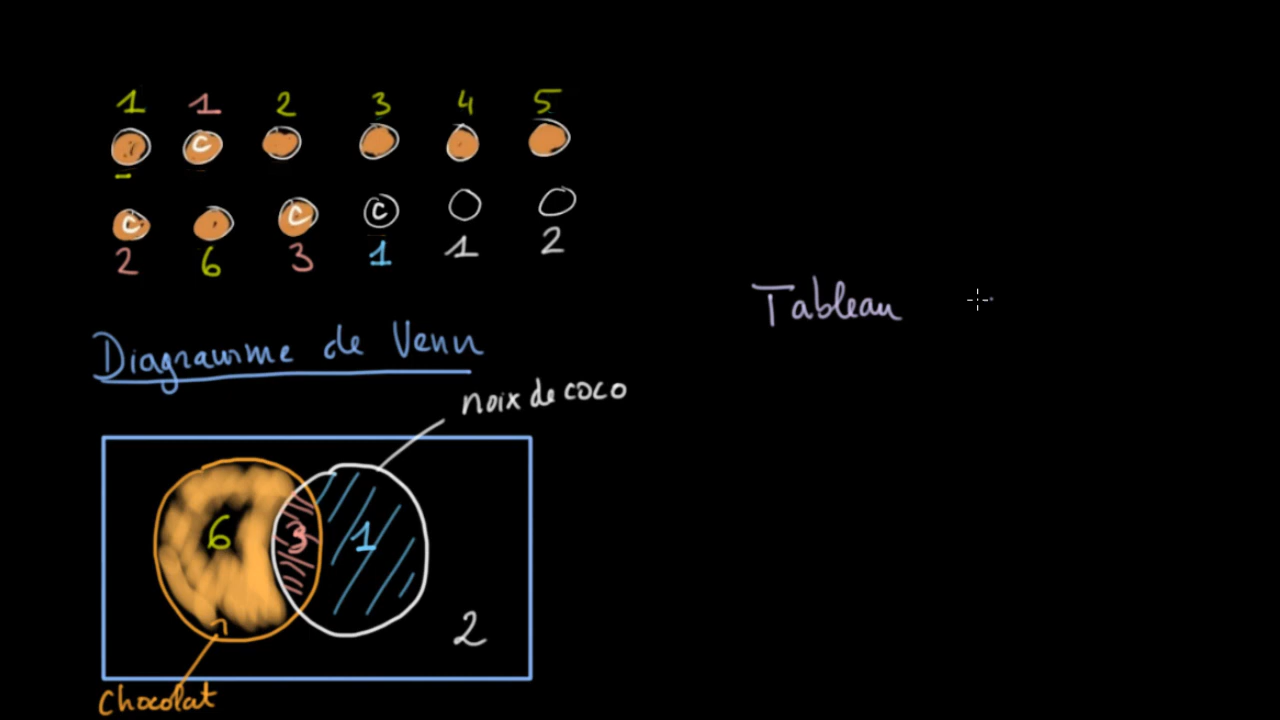 1 1 2 3 4 5
C
C C C
2 6 3 1 1 2
Tableau
Diagramme de Venn
noix de coco
6 3 1
2
Chocolat